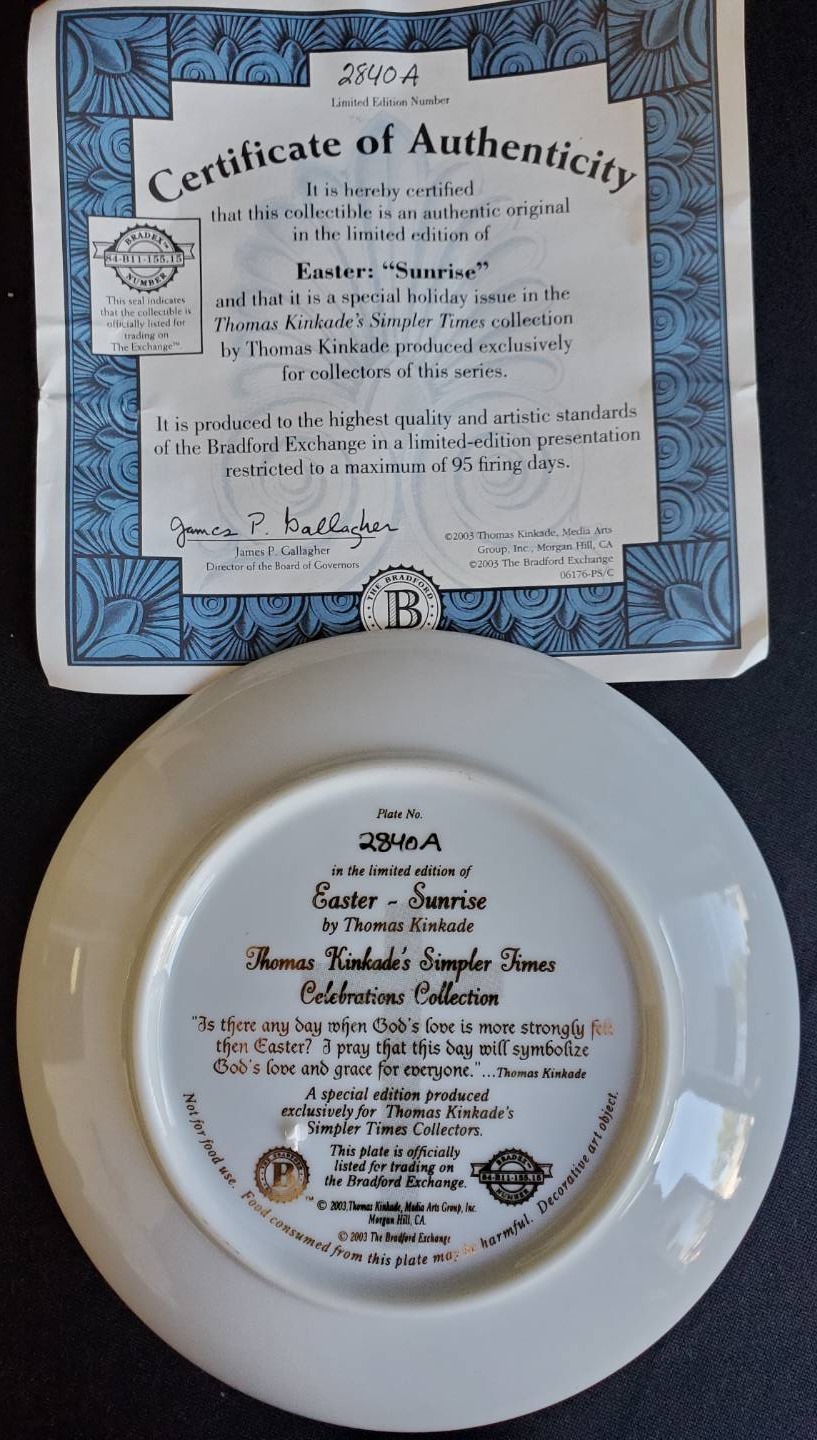 2840A
Limited Edition Number
Certificate of Authenticity
It is hereby certified
that this collectible is an authentic original
in the limited edition of
Easter: “Sunrise”
and that it is a special holiday issue in the
Thomas Kinkade's Simpler Times collection
by Thomas Kinkade produced exclusively
for collectors of this series.
BRADEX™
84-B11-155.15
NUMBER
This seal indicates
that the collectible is
officially listed for
trading on
The Exchange™
It is produced to the highest quality and artistic standards
of the Bradford Exchange in a limited-edition presentation
restricted to a maximum of 95 firing days.
James P. Gallagher
James P. Gallagher
Director of the Board of Governors
©2003 Thomas Kinkade, Media Arts
Group, Inc., Morgan Hill, CA
©2003 The Bradford Exchange
06176-PS/C
THE BRADFORD
B
Plate No.
2840A
in the limited edition of
Easter ~ Sunrise
by Thomas Kinkade
Thomas Kinkade's Simpler Times
Celebrations Collection
"Is there any day when God's love is more strongly felt
then Easter? I pray that this day will symbolize
God's love and grace for everyone."...Thomas Kinkade
A special edition produced
exclusively for Thomas Kinkade's
Simpler Times Collectors.
This plate is officially
listed for trading on
the Bradford Exchange.
B
™
BRADEX
84-B11-155.15
NUMBER
© 2003, Thomas Kinkade, Media Arts Group, Inc.
Morgan Hill, CA.
© 2003 The Bradford Exchange
Not for food use. Food consumed from this plate may be harmful. Decorative art object.